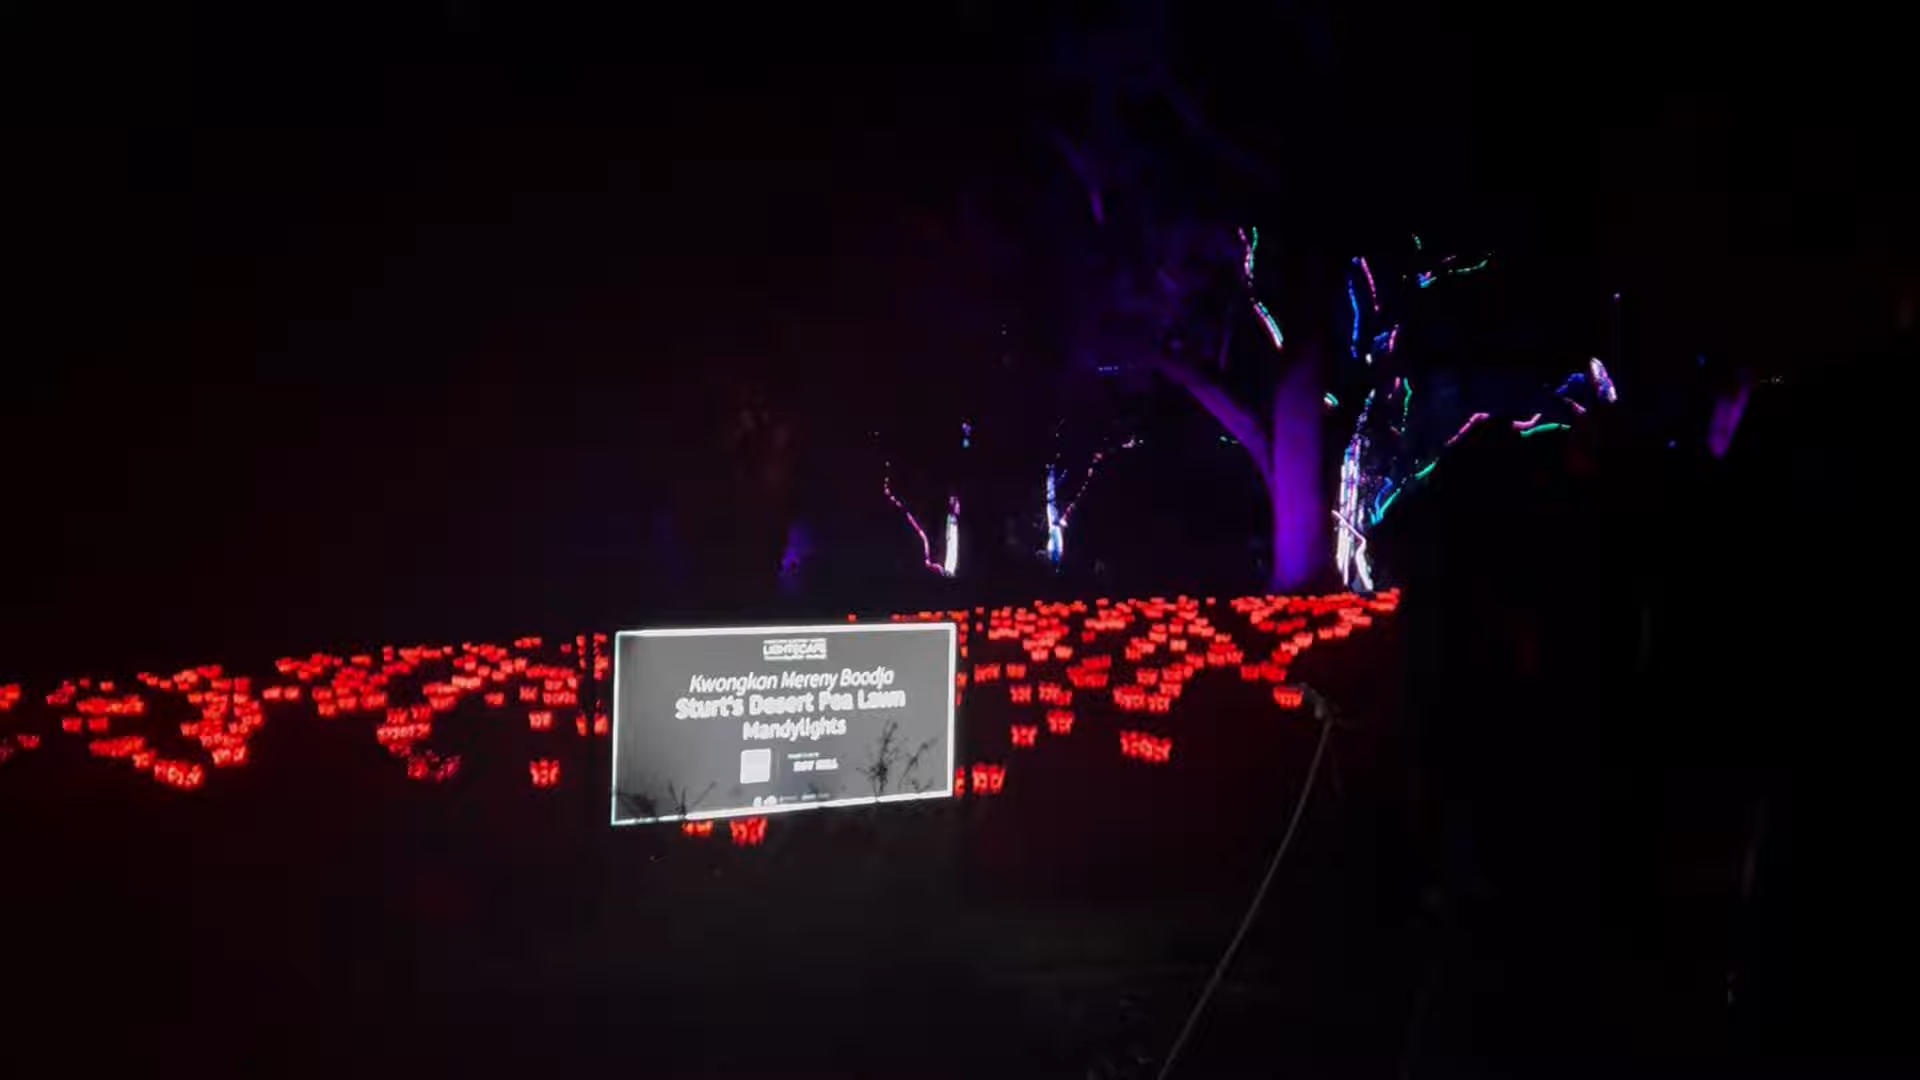 LIGHTSCAPE
Kwongkan Mereny Boodja
Sturt's Desert Pea Lawn
Mandylights